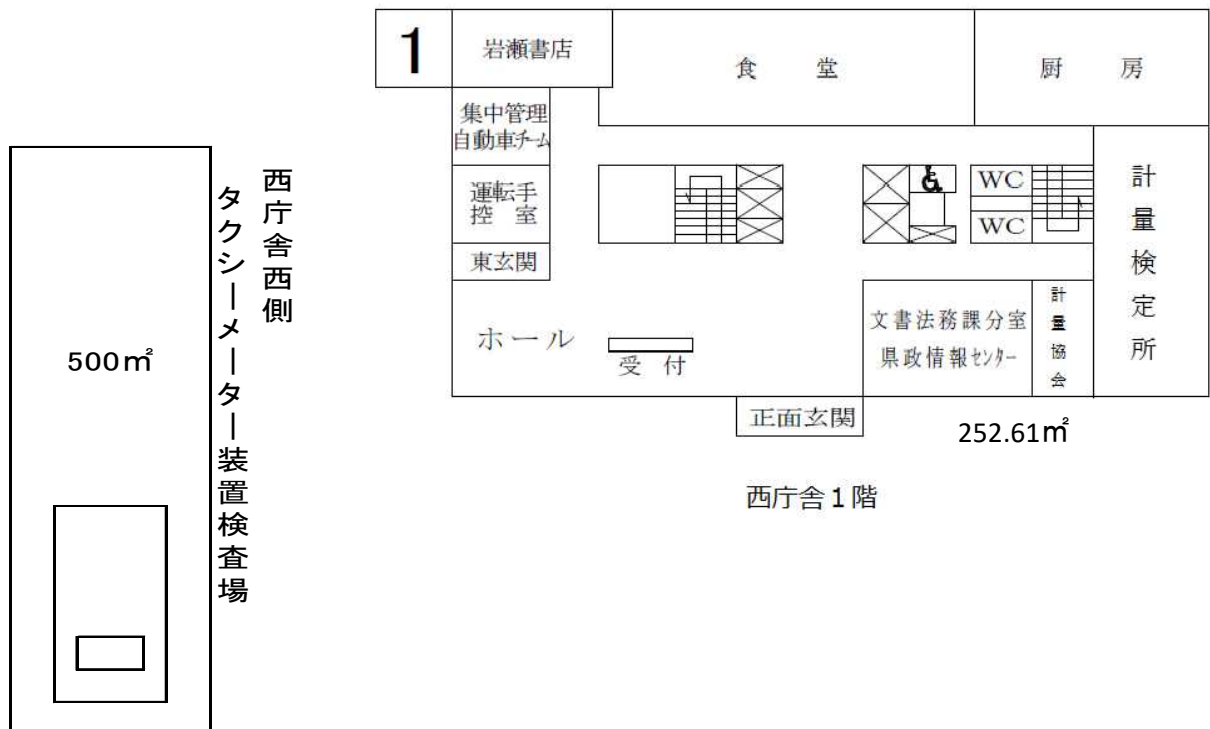 1
岩瀬書店
食 堂
厨 房
集中管理
自動車チーム
運転手
控 室
東玄関
WC
WC
計量検定所
ホール
受 付
文書法務課分室
県政情報センター
計量協会
正面玄関
252.61㎡
西庁舎1階
西庁舎西側
タクシーメーター装置検査場
500㎡